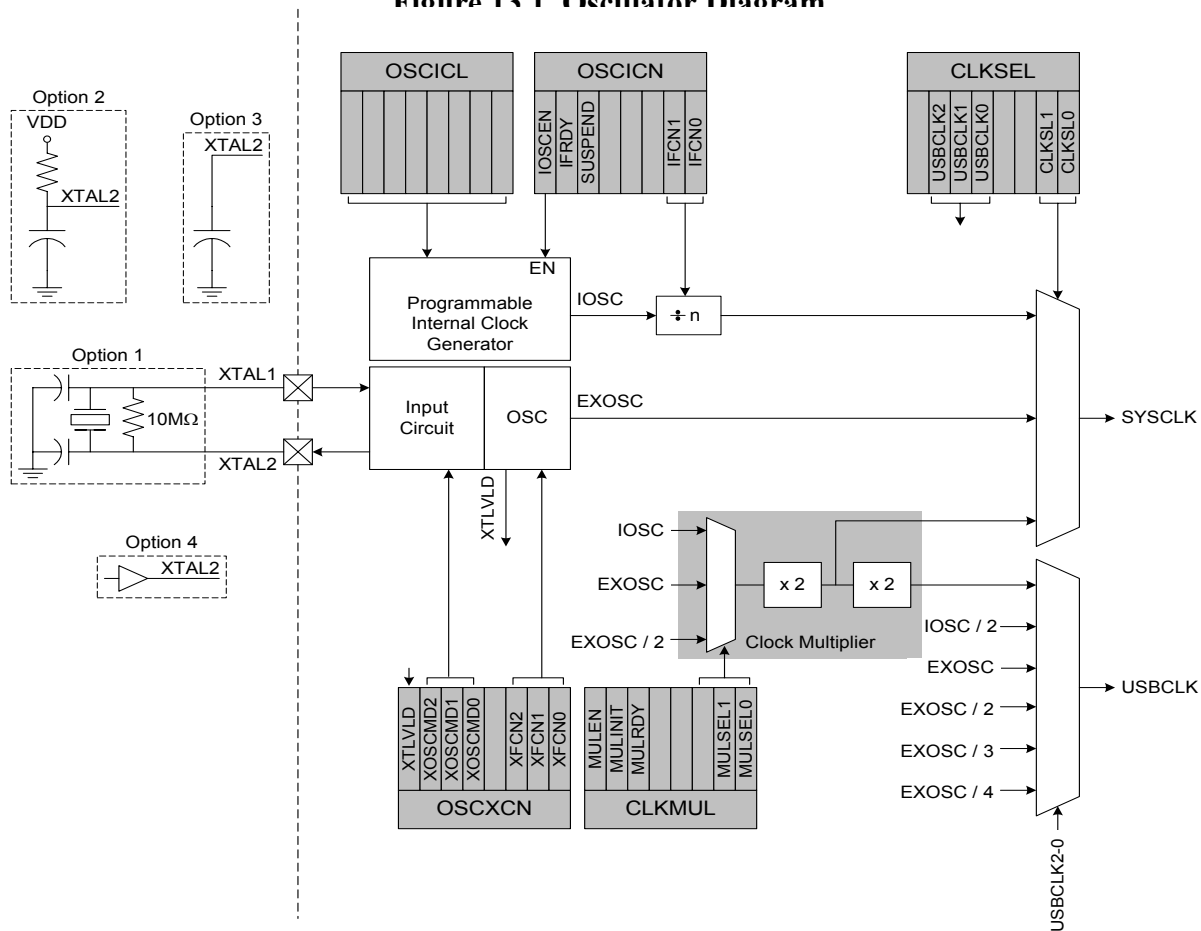 Figure 13.1. Oscillator Diagram
OSCICL
OSCICN
CLKSEL
IOSCEN
IFRDY
SUSPEND
IFCN1
IFCN0
USBCLK2
USBCLK1
USBCLK0
CLKSL1
CLKSL0
Option 2
VDD
XTAL2
Option 3
XTAL2
EN
Programmable
Internal Clock
Generator
IOSC
÷ n
Option 1
XTAL1
10MΩ
XTAL2
Input
Circuit
OSC
EXOSC
SYSCLK
XTLVLD
Option 4
XTAL2
IOSC
EXOSC
EXOSC / 2
x 2
x 2
Clock Multiplier
IOSC / 2
EXOSC
EXOSC / 2
EXOSC / 3
EXOSC / 4
USBCLK
XTLVLD
XOSCMD2
XOSCMD1
XOSCMD0
XFCN2
XFCN1
XFCN0
OSCXCN
MULEN
MULINIT
MULRDY
MULSEL1
MULSEL0
CLKMUL
USBCLK2-0